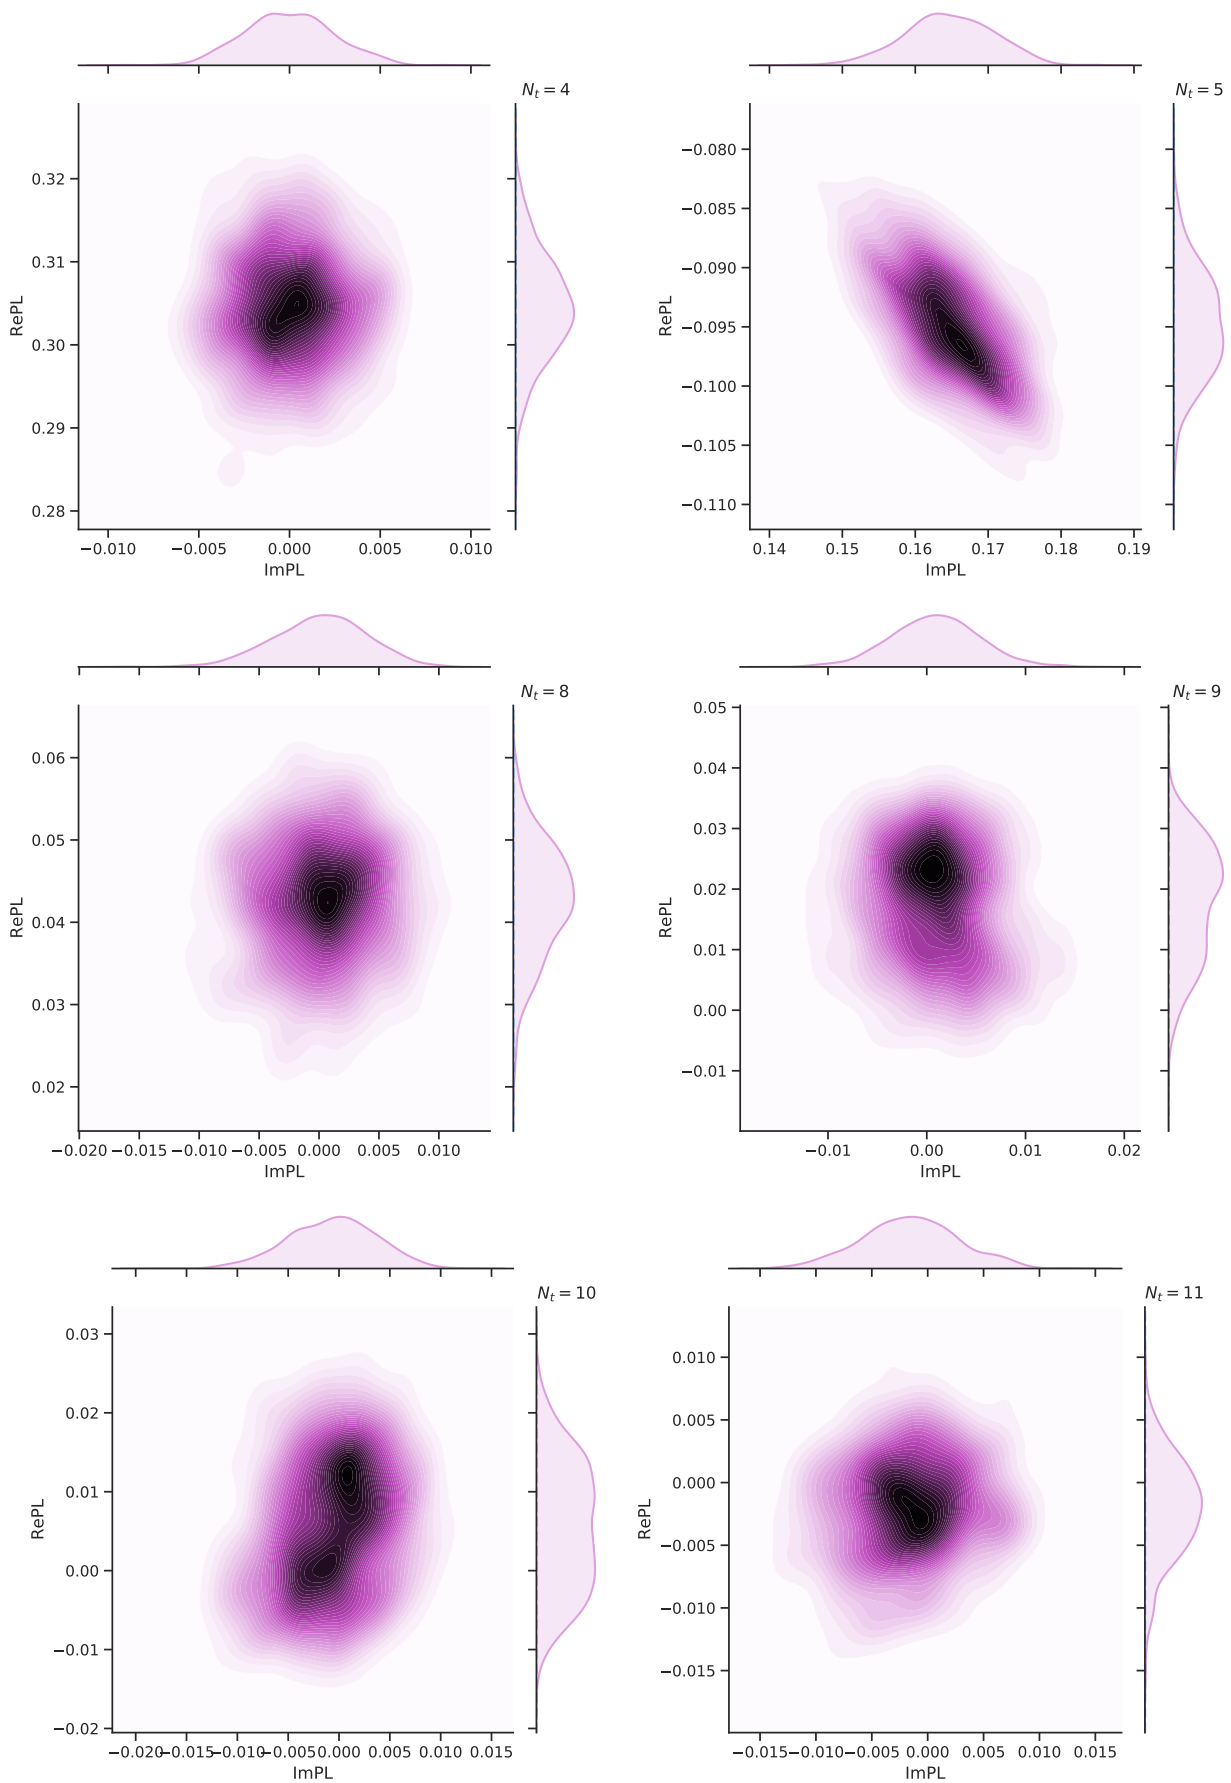 N_t = 4
RePL
0.32
0.31
0.30
0.29
0.28
−0.010 −0.005 0.000 0.005 0.010
ImPL
N_t = 5
RePL
−0.080
−0.085
−0.090
−0.095
−0.100
−0.105
−0.110
0.14 0.15 0.16 0.17 0.18 0.19
ImPL
N_t = 8
RePL
0.06
0.05
0.04
0.03
0.02
−0.020 −0.015 −0.010 −0.005 0.000 0.005 0.010
ImPL
N_t = 9
RePL
0.05
0.04
0.03
0.02
0.01
0.00
−0.01
−0.01 0.00 0.01 0.02
ImPL
N_t = 10
RePL
0.03
0.02
0.01
0.00
−0.01
−0.02
−0.020 −0.015 −0.010 −0.005 0.000 0.005 0.010 0.015
ImPL
N_t = 11
RePL
0.010
0.005
0.000
−0.005
−0.010
−0.015
−0.015 −0.010 −0.005 0.000 0.005 0.010 0.015
ImPL